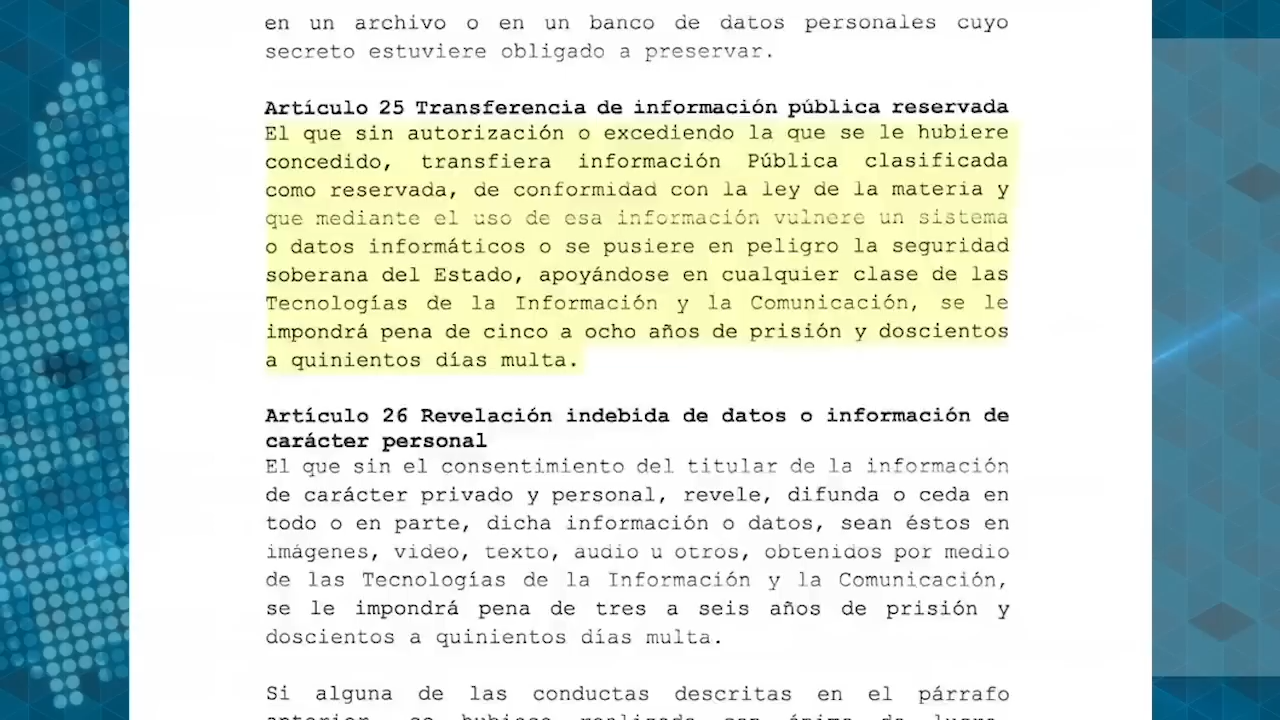 en un archivo o en un banco de datos personales cuyo
secreto estuviere obligado a preservar.
Artículo 25 Transferencia de información pública reservada
El que sin autorización o excediendo la que se le hubiere
concedido, transfiera información Pública clasificada
como reservada, de conformidad con la ley de la materia y
que mediante el uso de esa información vulnere un sistema
o datos informáticos o se pusiere en peligro la seguridad
soberana del Estado, apoyándose en cualquier clase de las
Tecnologías de la Información y la Comunicación, se le
impondrá pena de cinco a ocho años de prisión y doscientos
a quinientos días multa.
Artículo 26 Revelación indebida de datos o información de
carácter personal
El que sin el consentimiento del titular de la información
de carácter privado y personal, revele, difunda o ceda en
todo o en parte, dicha información o datos, sean éstos en
imágenes, video, texto, audio u otros, obtenidos por medio
de las Tecnologías de la Información y la Comunicación,
se le impondrá pena de tres a seis años de prisión y
doscientos a quinientos días multa.
Si alguna de las conductas descritas en el párrafo